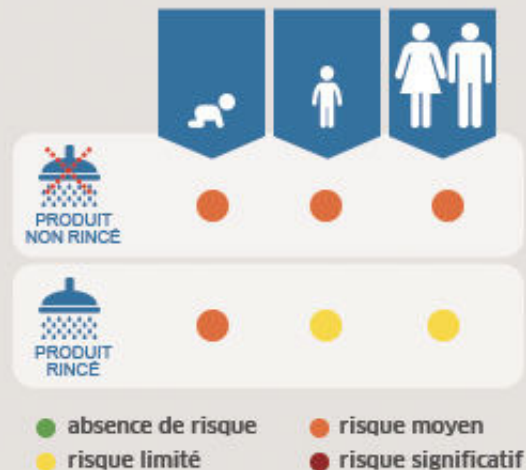 PRODUIT
NON RINCÉ
PRODUIT
RINCÉ
absence de risque
risque moyen
risque limité
risque significatif